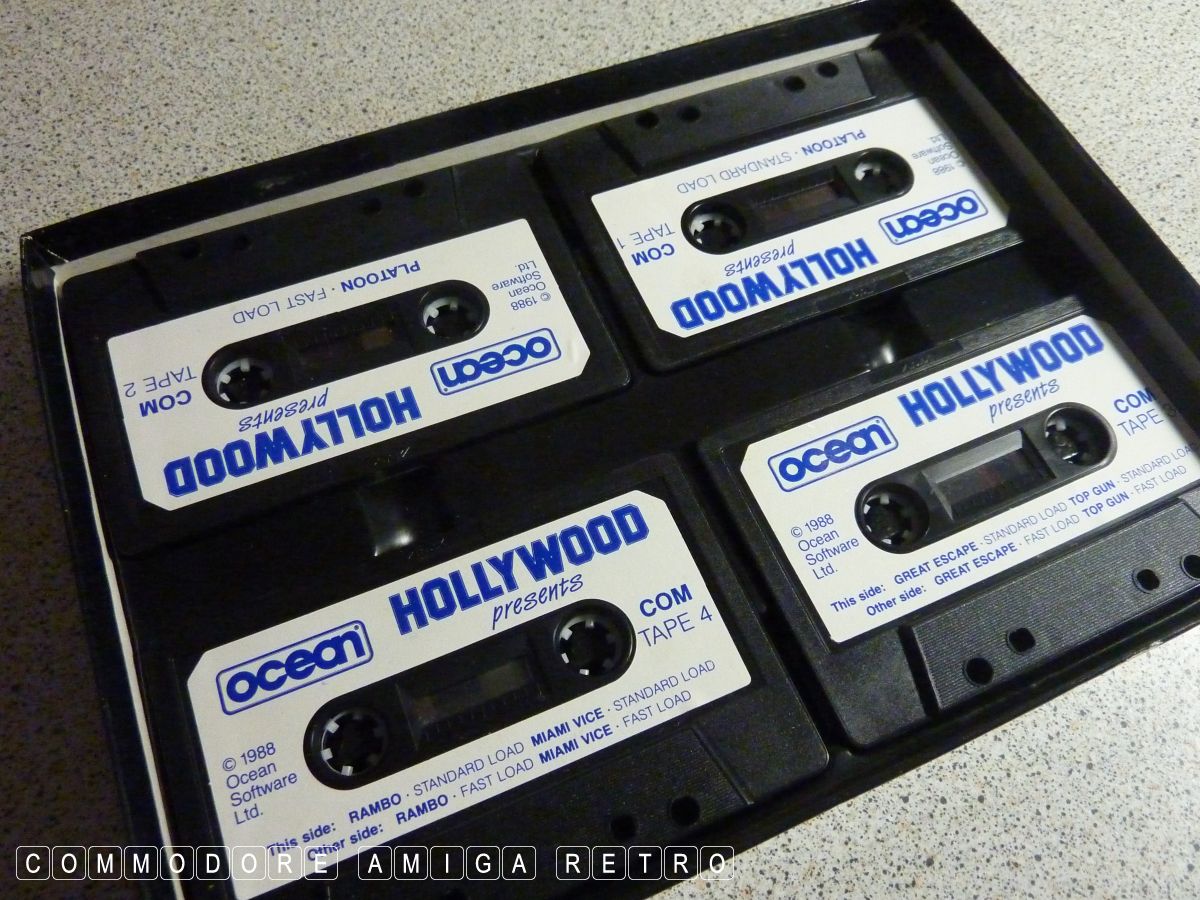 HOLLYWOOD
presents
ocean
COM
TAPE 2
© 1988
Ocean
Software
Ltd.
PLATOON · FAST LOAD
HOLLYWOOD
presents
ocean
COM
TAPE 1
© 1988
Ocean
Software
Ltd.
PLATOON · STANDARD LOAD
ocean
HOLLYWOOD
presents
COM
TAPE 4
© 1988
Ocean
Software
Ltd.
This side: RAMBO · STANDARD LOAD MIAMI VICE · STANDARD LOAD
Other side: RAMBO · FAST LOAD MIAMI VICE · FAST LOAD
ocean
HOLLYWOOD
presents
COM
TAPE 3
© 1988
Ocean
Software
Ltd.
This side: GREAT ESCAPE · STANDARD LOAD TOP GUN · STANDARD LOA
Other side: GREAT ESCAPE · FAST LOAD TOP GUN · FAST LOAD
COMMODORE AMIGA RETRO